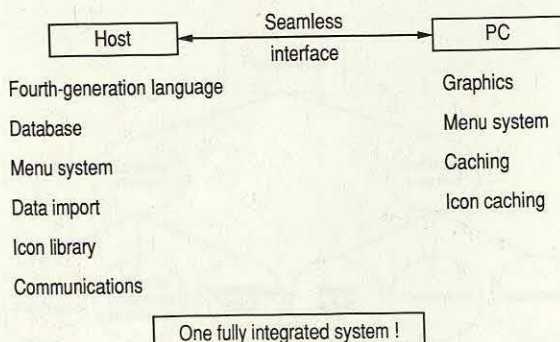 Host
Seamless
interface
PC
Fourth-generation language
Database
Menu system
Data import
Icon library
Communications
Graphics
Menu system
Caching
Icon caching
One fully integrated system !